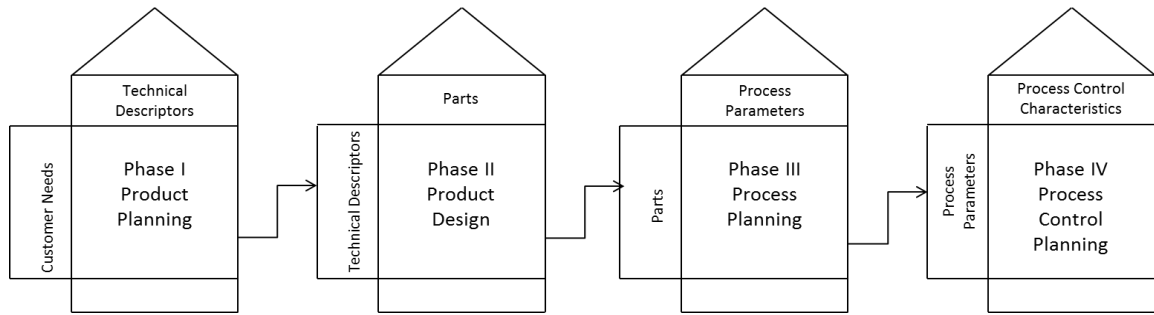 Technical
Descriptors
Customer Needs
Phase I
Product
Planning
Parts
Technical Descriptors
Phase II
Product
Design
Process
Parameters
Parts
Phase III
Process
Planning
Process Control
Characteristics
Process
Parameters
Phase IV
Process
Control
Planning